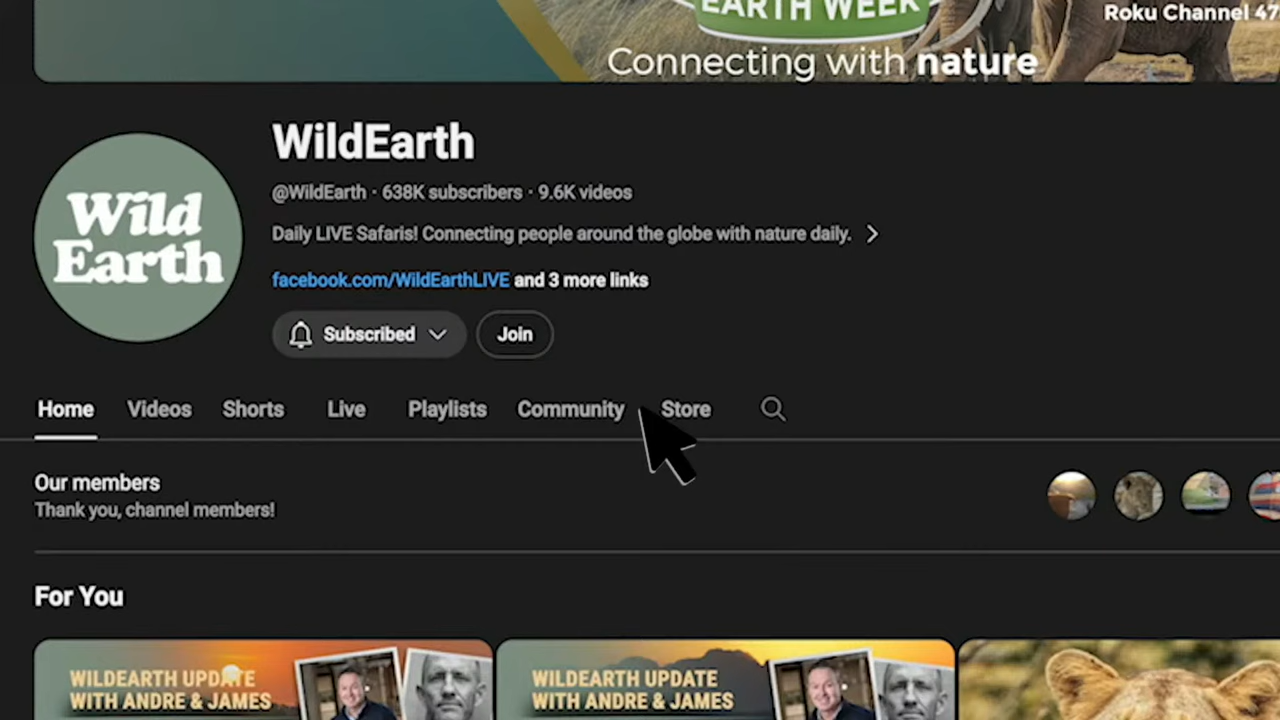 EARTH WEEK
Roku Channel 47
Connecting with nature
Wild
Earth
WildEarth
@WildEarth · 638K subscribers · 9.6K videos
Daily LIVE Safaris! Connecting people around the globe with nature daily.
facebook.com/WildEarthLIVE and 3 more links
Subscribed
Join
Home Videos Shorts Live Playlists Community Store
Our members
Thank you, channel members!
For You
WILDEARTH UPDATE
WITH ANDRE & JAMES
WILDEARTH UPDATE
WITH ANDRE & JAMES